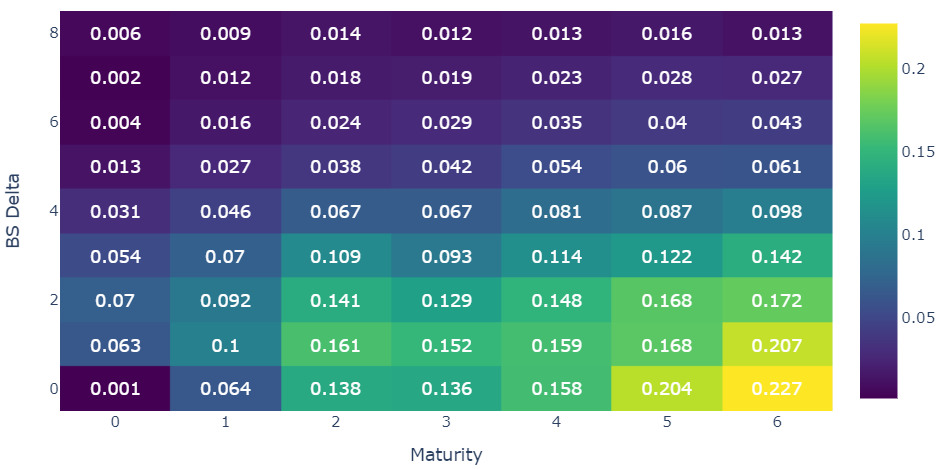 8 0.006 0.009 0.014 0.012 0.013 0.016 0.013
0.002 0.012 0.018 0.019 0.023 0.028 0.027
6 0.004 0.016 0.024 0.029 0.035 0.04 0.043
0.013 0.027 0.038 0.042 0.054 0.06 0.061
4 0.031 0.046 0.067 0.067 0.081 0.087 0.098
0.054 0.07 0.109 0.093 0.114 0.122 0.142
2 0.07 0.092 0.141 0.129 0.148 0.168 0.172
0.063 0.1 0.161 0.152 0.159 0.168 0.207
0 0.001 0.064 0.138 0.136 0.158 0.204 0.227
0 1 2 3 4 5 6
Maturity
BS Delta
0.2
0.15
0.1
0.05